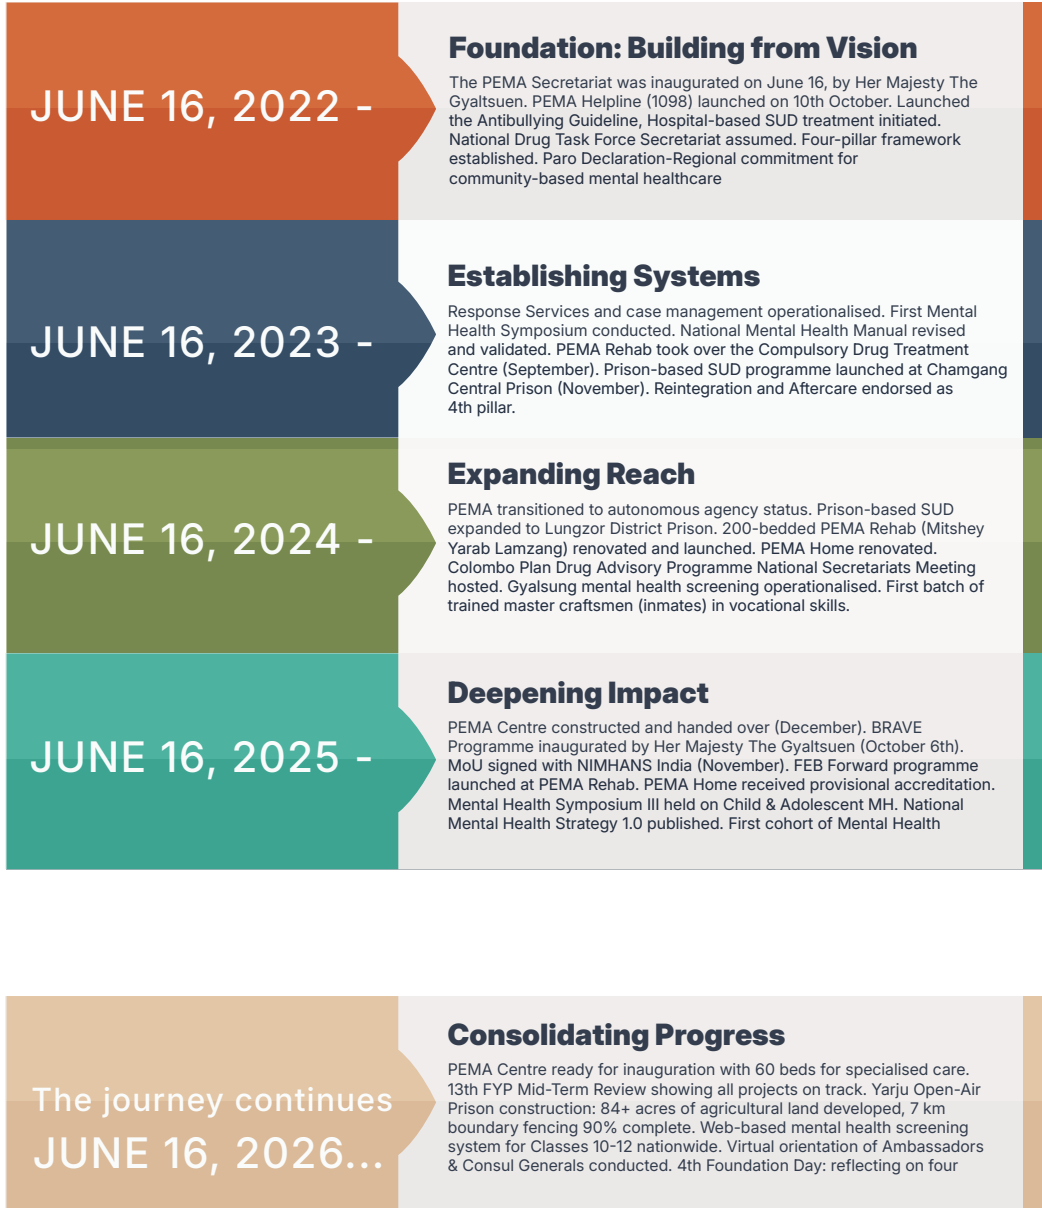 JUNE 16, 2022 -
Foundation: Building from Vision
The PEMA Secretariat was inaugurated on June 16, by Her Majesty The
Gyaltsuen. PEMA Helpline (1098) launched on 10th October. Launched
the Antibullying Guideline, Hospital-based SUD treatment initiated.
National Drug Task Force Secretariat assumed. Four-pillar framework
established. Paro Declaration-Regional commitment for
community-based mental healthcare
JUNE 16, 2023 -
Establishing Systems
Response Services and case management operationalised. First Mental
Health Symposium conducted. National Mental Health Manual revised
and validated. PEMA Rehab took over the Compulsory Drug Treatment
Centre (September). Prison-based SUD programme launched at Chamgang
Central Prison (November). Reintegration and Aftercare endorsed as
4th pillar.
JUNE 16, 2024 -
Expanding Reach
PEMA transitioned to autonomous agency status. Prison-based SUD
expanded to Lungzor District Prison. 200-bedded PEMA Rehab (Mitshey
Yarab Lamzang) renovated and launched. PEMA Home renovated.
Colombo Plan Drug Advisory Programme National Secretariats Meeting
hosted. Gyalsung mental health screening operationalised. First batch of
trained master craftsmen (inmates) in vocational skills.
JUNE 16, 2025 -
Deepening Impact
PEMA Centre constructed and handed over (December). BRAVE
Programme inaugurated by Her Majesty The Gyaltsuen (October 6th).
MoU signed with NIMHANS India (November). FEB Forward programme
launched at PEMA Rehab. PEMA Home received provisional accreditation.
Mental Health Symposium III held on Child & Adolescent MH. National
Mental Health Strategy 1.0 published. First cohort of Mental Health
The journey continues
JUNE 16, 2026...
Consolidating Progress
PEMA Centre ready for inauguration with 60 beds for specialised care.
13th FYP Mid-Term Review showing all projects on track. Yarju Open-Air
Prison construction: 84+ acres of agricultural land developed, 7 km
boundary fencing 90% complete. Web-based mental health screening
system for Classes 10-12 nationwide. Virtual orientation of Ambassadors
& Consul Generals conducted. 4th Foundation Day: reflecting on four